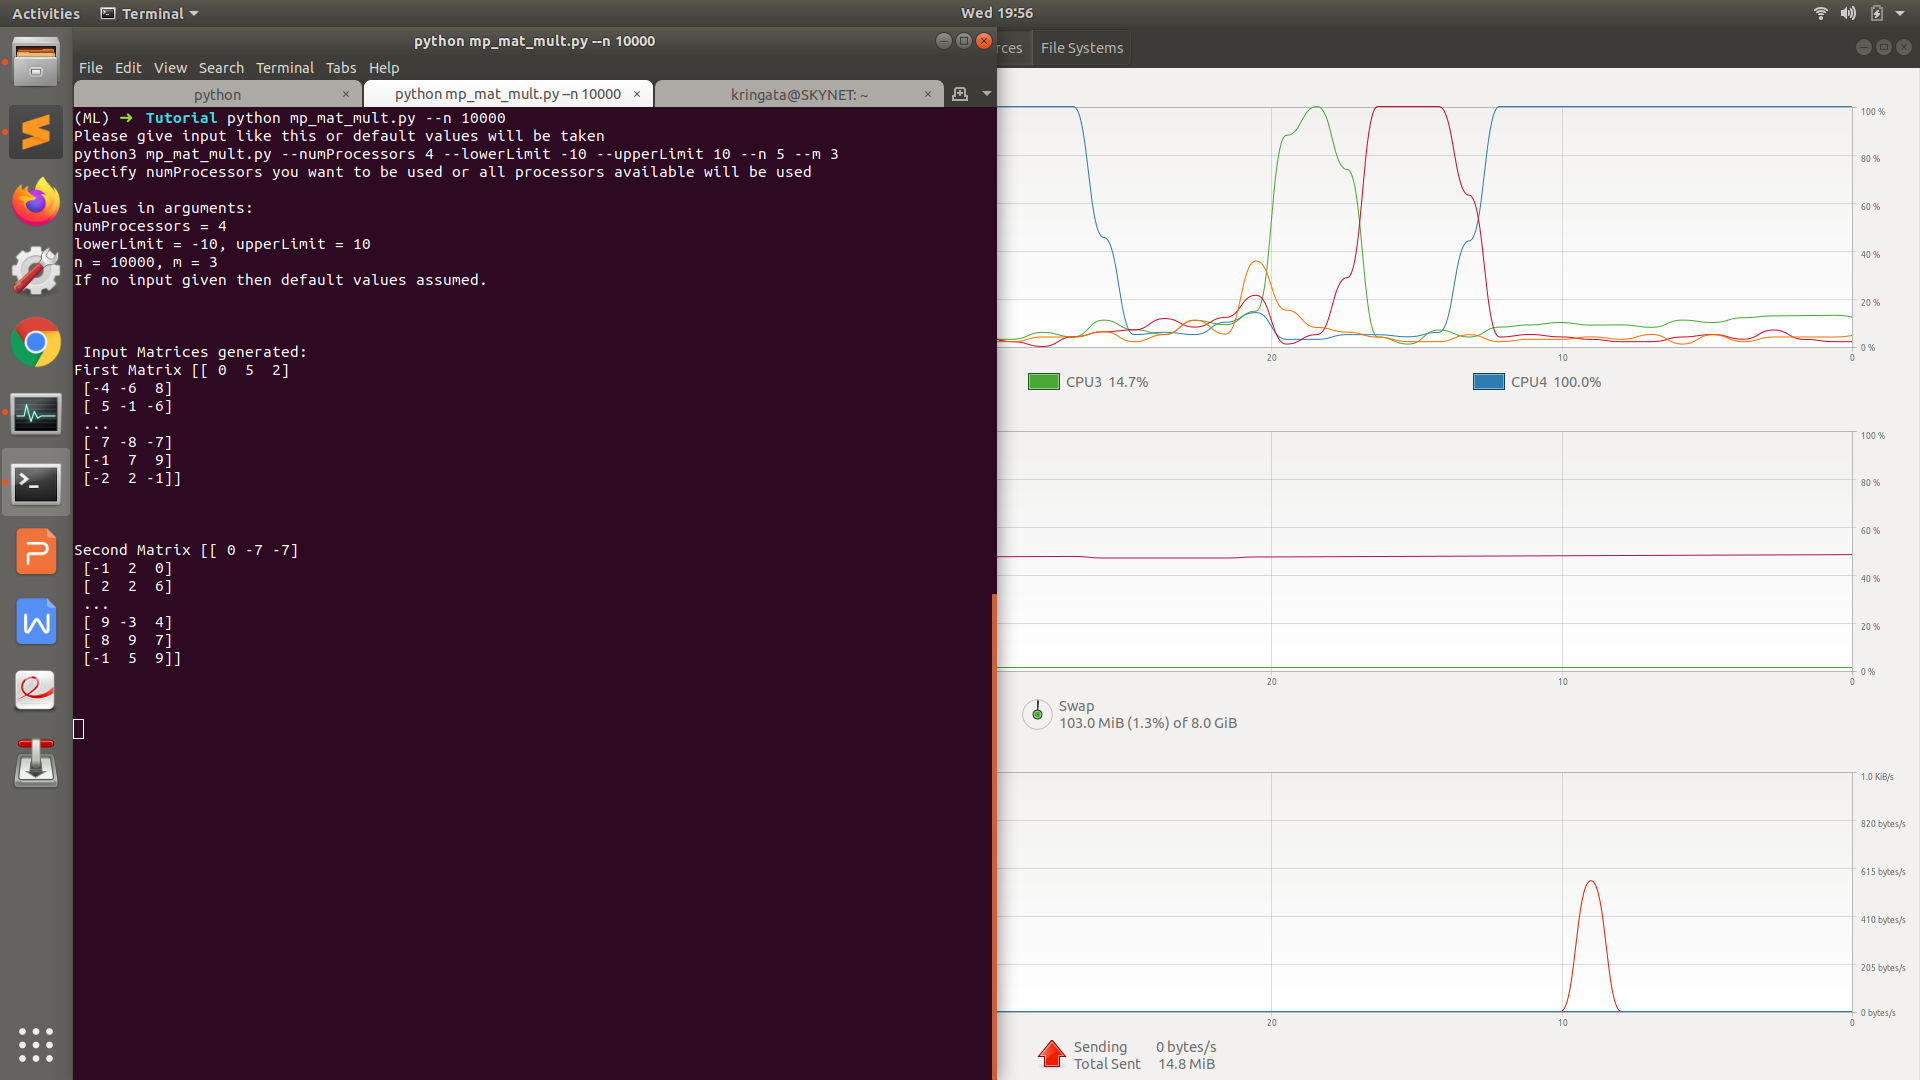 Activities
Terminal
Wed 19:56
python mp_mat_mult.py --n 10000
File Edit View Search Terminal Tabs Help
python × python mp_mat_mult.py --n 10000 × kringata@SKYNET: ~ ×
(ML) ➜ Tutorial python mp_mat_mult.py --n 10000
Please give input like this or default values will be taken
python3 mp_mat_mult.py --numProcessors 4 --lowerLimit -10 --upperLimit 10 --n 5 --m 3
specify numProcessors you want to be used or all processors available will be used
Values in arguments:
numProcessors = 4
lowerLimit = -10, upperLimit = 10
n = 10000, m = 3
If no input given then default values assumed.
Input Matrices generated:
First Matrix [[ 0  5  2]
[-4 -6  8]
[ 5 -1 -6]
...
[ 7 -8 -7]
[-1  7  9]
[-2  2 -1]]
Second Matrix [[ 0 -7 -7]
[-1  2  0]
[ 2  2  6]
...
[ 9 -3  4]
[ 8  9  7]
[-1  5  9]]
rces
File Systems
100 %
80 %
60 %
40 %
20 %
0 %
20 10 0
CPU3 14.7%
CPU4 100.0%
100 %
80 %
60 %
40 %
20 %
0 %
20 10 0
Swap
103.0 MiB (1.3%) of 8.0 GiB
1.0 KiB/s
820 bytes/s
615 bytes/s
410 bytes/s
205 bytes/s
0 bytes/s
20 10 0
Sending 0 bytes/s
Total Sent 14.8 MiB